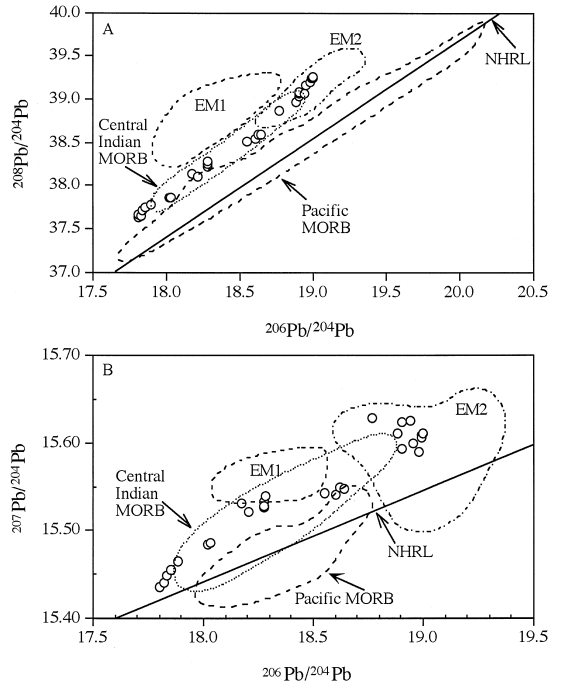 40.0
A
EM2
39.5
NHRL
39.0
EM1
208Pb/204Pb
Central
Indian
MORB
38.5
38.0
Pacific
MORB
37.5
37.0
17.5 18.0 18.5 19.0 19.5 20.0 20.5
206Pb/204Pb
15.70
B
EM2
15.60
EM1
Central
Indian
MORB
207Pb/204Pb
15.50
NHRL
Pacific MORB
15.40
17.5 18.0 18.5 19.0 19.5
206 Pb/204Pb